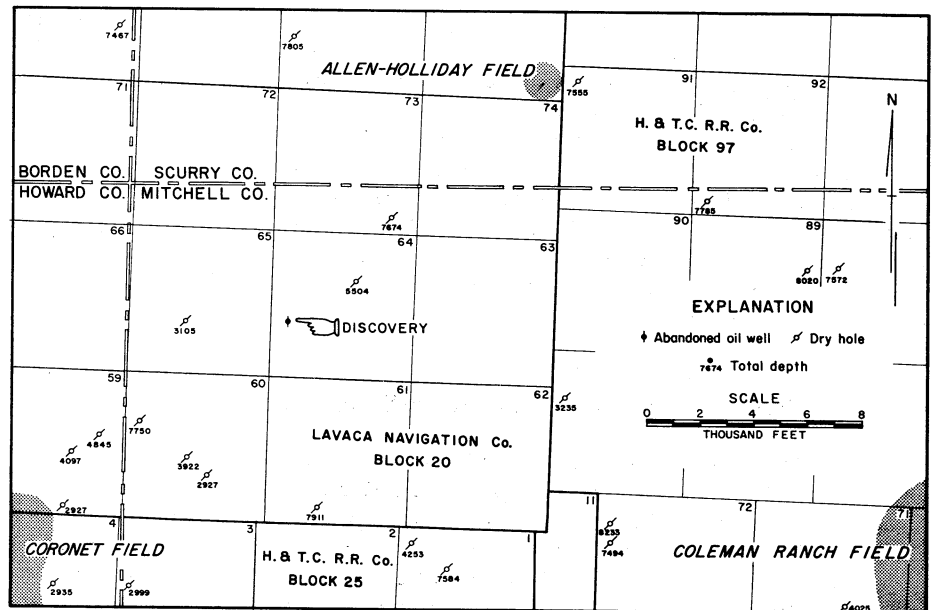 7467
7805
ALLEN-HOLLIDAY FIELD
71
72
73
74
7555
91
92
N
H. & T.C. R.R. Co.
BLOCK 97
BORDEN CO. SCURRY CO.
HOWARD CO. MITCHELL CO.
7785
7674
66
65
64
63
90
89
5504
8020
7572
EXPLANATION
3105
DISCOVERY
Abandoned oil well
Dry hole
7674 Total depth
59
60
61
62
3235
SCALE
0 2 4 6 8
THOUSAND FEET
7750
4845
4097
LAVACA NAVIGATION Co.
BLOCK 20
3922
2927
2927
7911
4
3
2
1
11
72
71
8233
7494
CORONET FIELD
H. & T.C. R.R. Co.
BLOCK 25
4253
7584
COLEMAN RANCH FIELD
2935
2999
4025